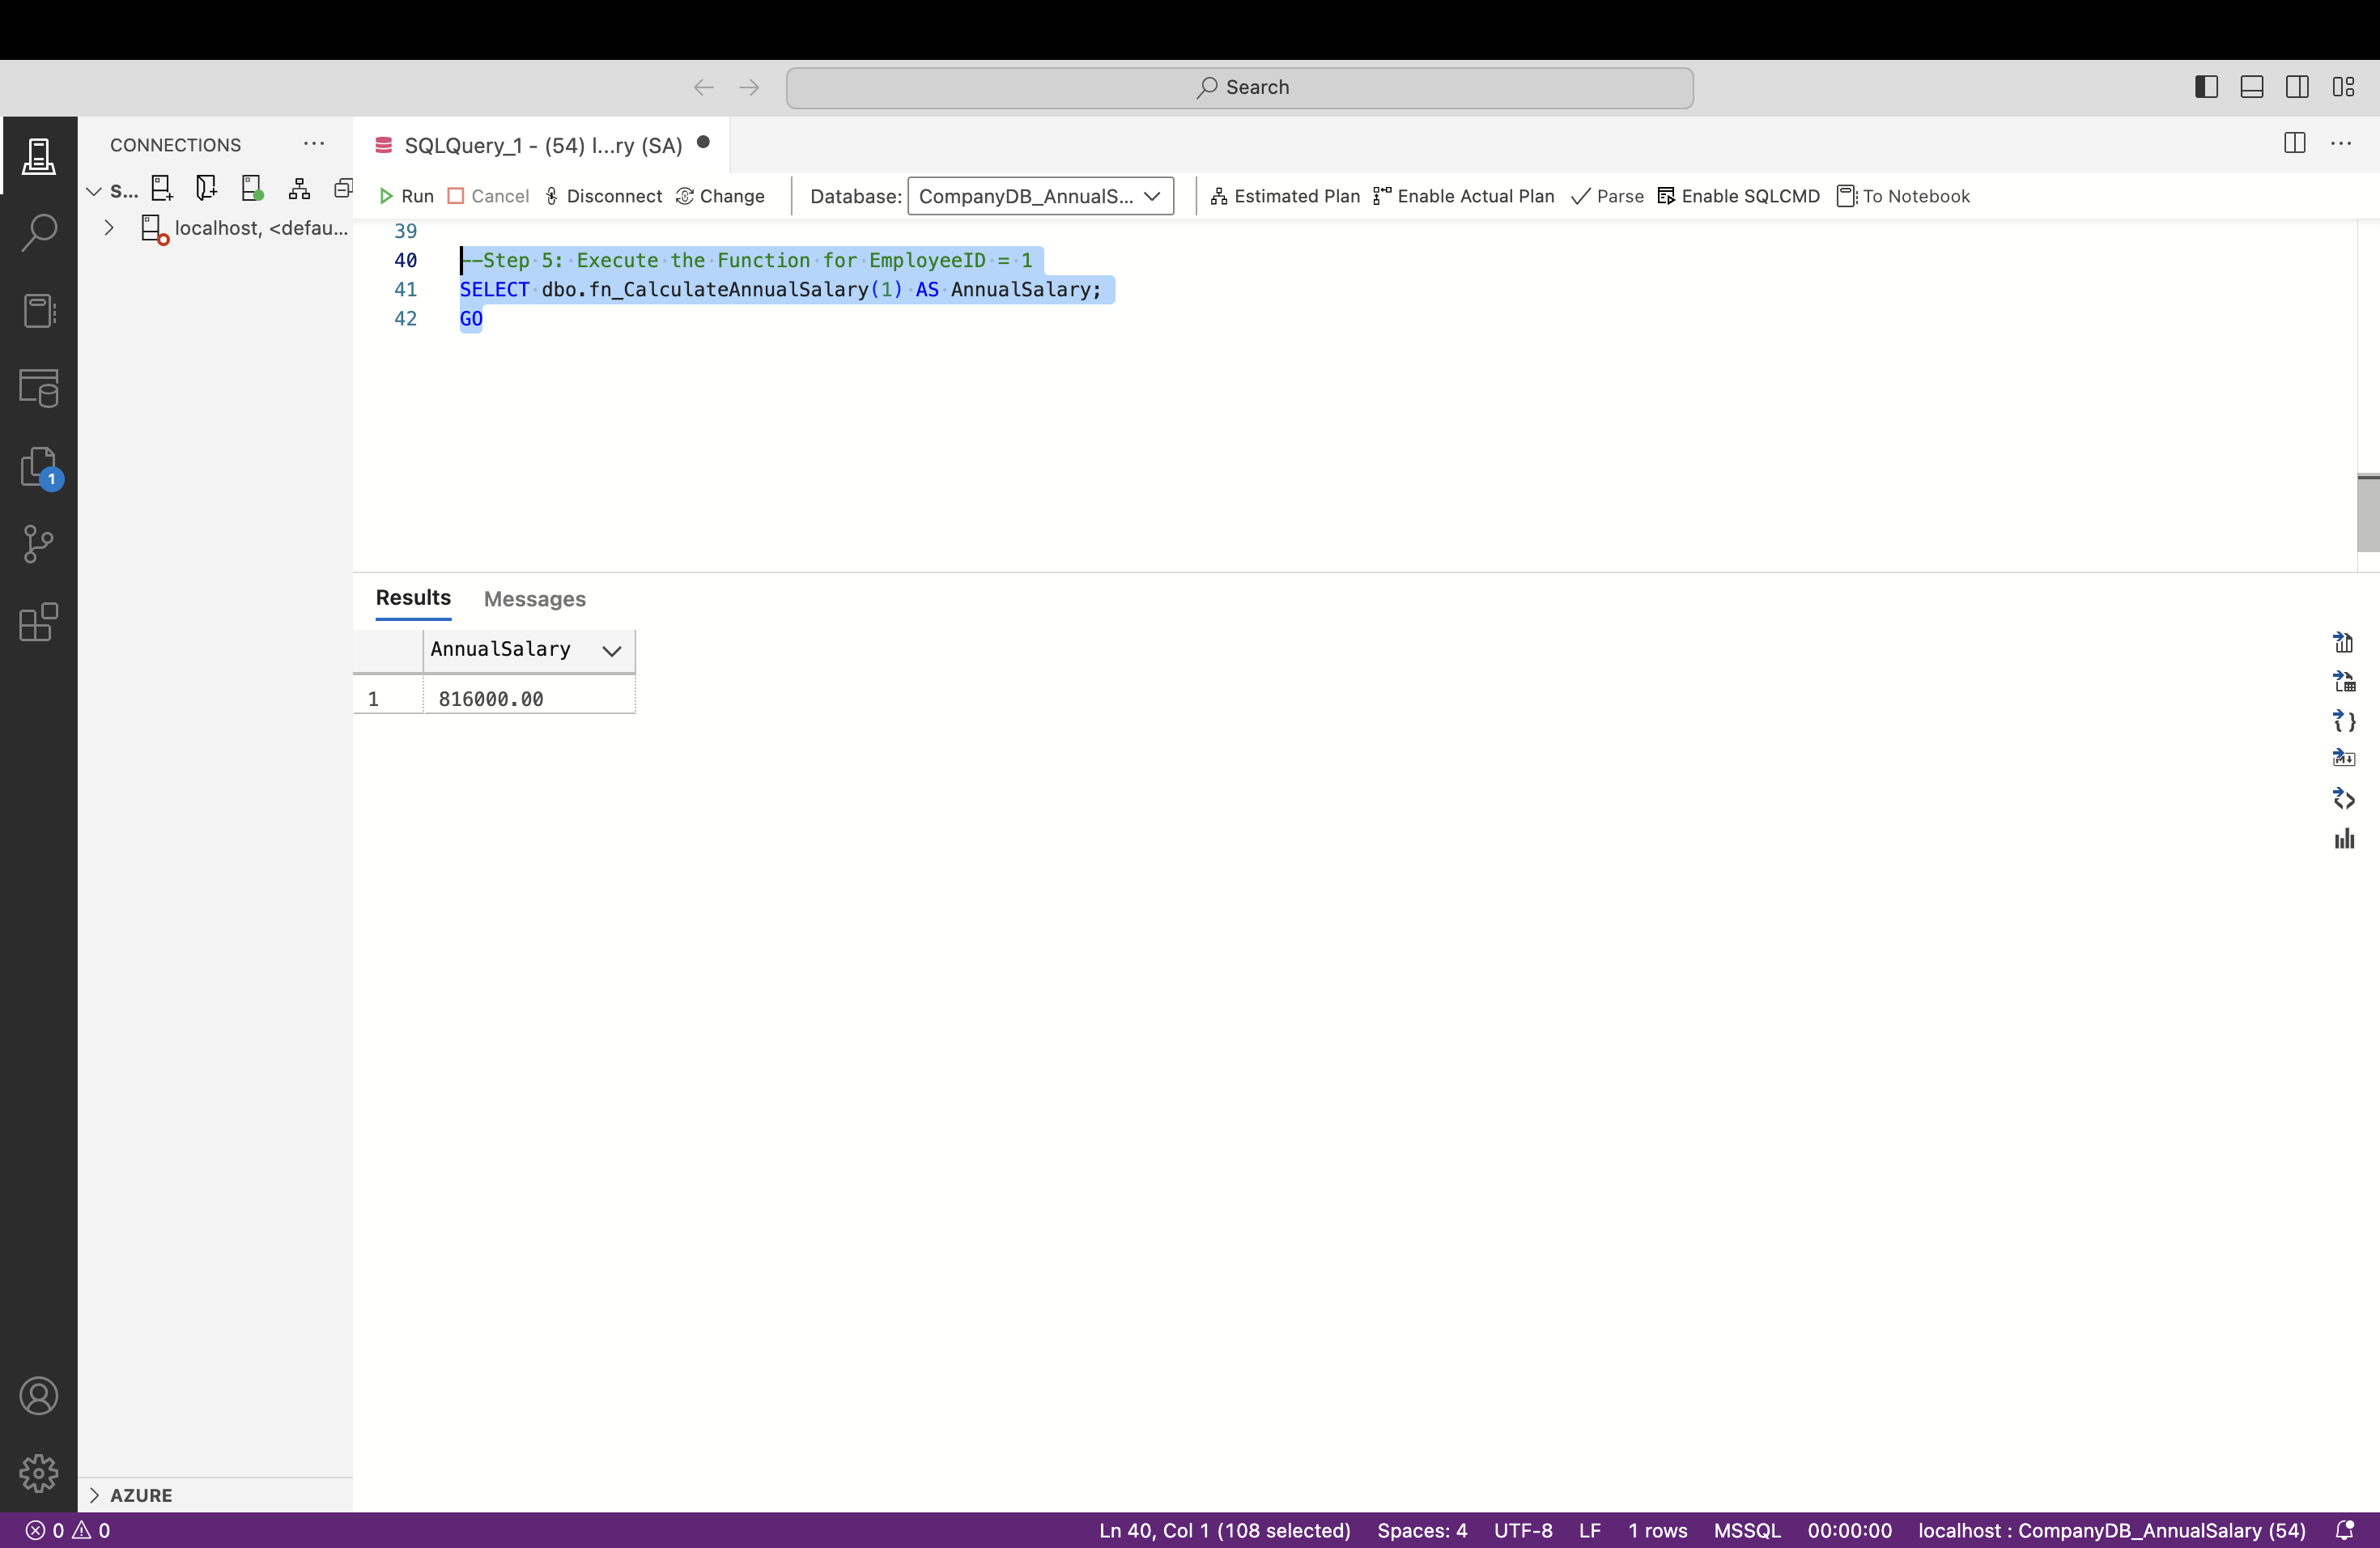 Search
CONNECTIONS
S...
localhost, <defau...
SQLQuery_1 - (54) l...ry (SA)
Run Cancel Disconnect Change Database: CompanyDB_AnnualS... Estimated Plan Enable Actual Plan Parse Enable SQLCMD To Notebook
39
40 --Step 5: Execute the Function for EmployeeID = 1
41 SELECT dbo.fn_CalculateAnnualSalary(1) AS AnnualSalary;
42 GO
1
Results Messages
AnnualSalary
1 816000.00
AZURE
0 0 Ln 40, Col 1 (108 selected) Spaces: 4 UTF-8 LF 1 rows MSSQL 00:00:00 localhost : CompanyDB_AnnualSalary (54)